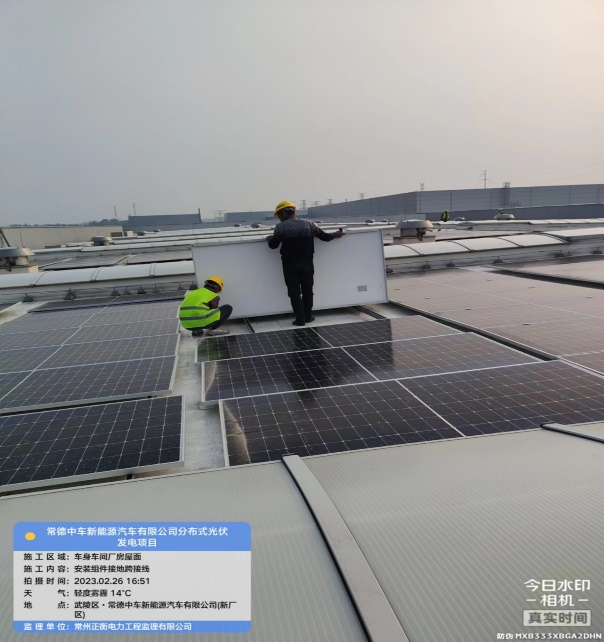 常德中车新能源汽车有限公司分布式光伏
发电项目
施工区域：车身车间厂房屋面
施工内容：安装组件接地跨接线
拍摄时间：2023.02.26 16:51
天气：轻度雾霾 14℃
地点：武陵区·常德中车新能源汽车有限公司(新厂
区)
监理单位：常州正衡电力工程监理有限公司
今日水印
相机
真实时间
防伪 MXB333XBGA2DHN